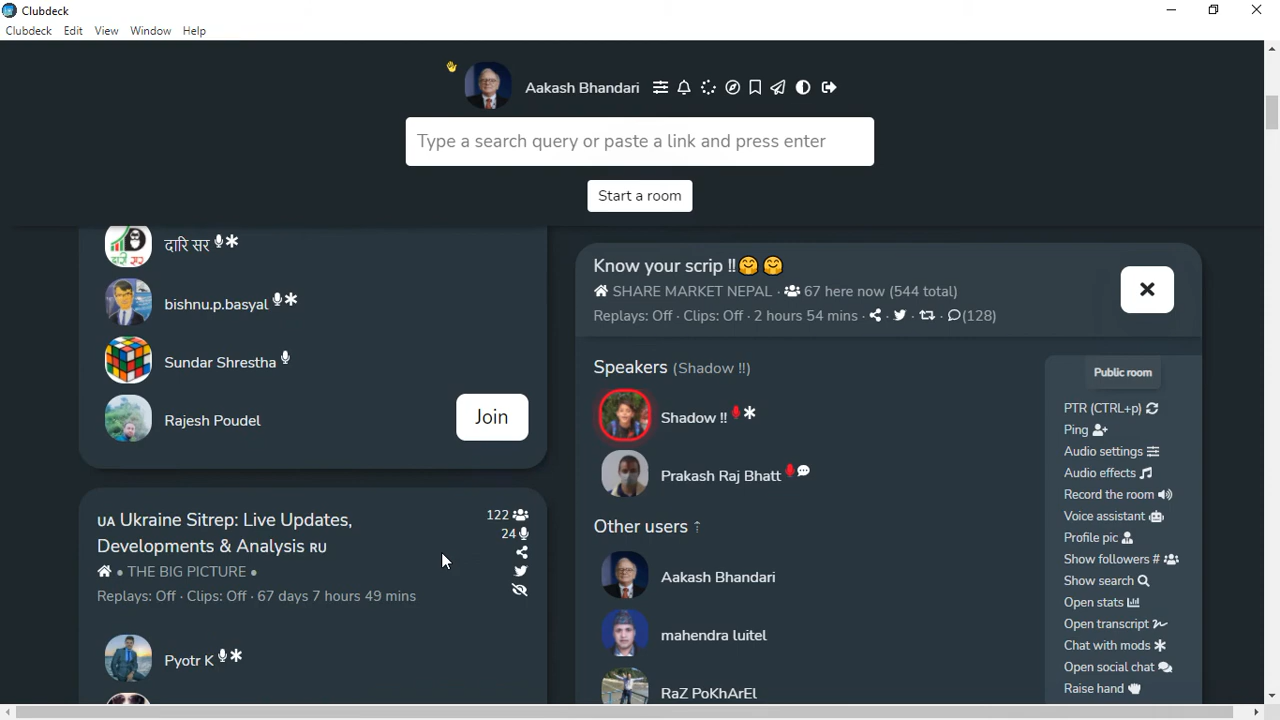 Clubdeck
Clubdeck Edit View Window Help
Aakash Bhandari
Type a search query or paste a link and press enter
Start a room
दारि सर
bishnu.p.basyal
Sundar Shrestha
Rajesh Poudel
Join
UA Ukraine Sitrep: Live Updates,
Developments & Analysis RU
• THE BIG PICTURE •
Replays: Off · Clips: Off · 67 days 7 hours 49 mins
122
24
Pyotr K
Know your scrip !!🤗 🤗
SHARE MARKET NEPAL · 67 here now (544 total)
Replays: Off · Clips: Off · 2 hours 54 mins · · · · (128)
Speakers (Shadow !!)
Shadow !!
Prakash Raj Bhatt
Other users ⇡
Aakash Bhandari
mahendra luitel
RaZ PoKhArEl
Public room
PTR (CTRL+p)
Ping
Audio settings
Audio effects
Record the room
Voice assistant
Profile pic
Show followers #
Show search
Open stats
Open transcript
Chat with mods
Open social chat
Raise hand